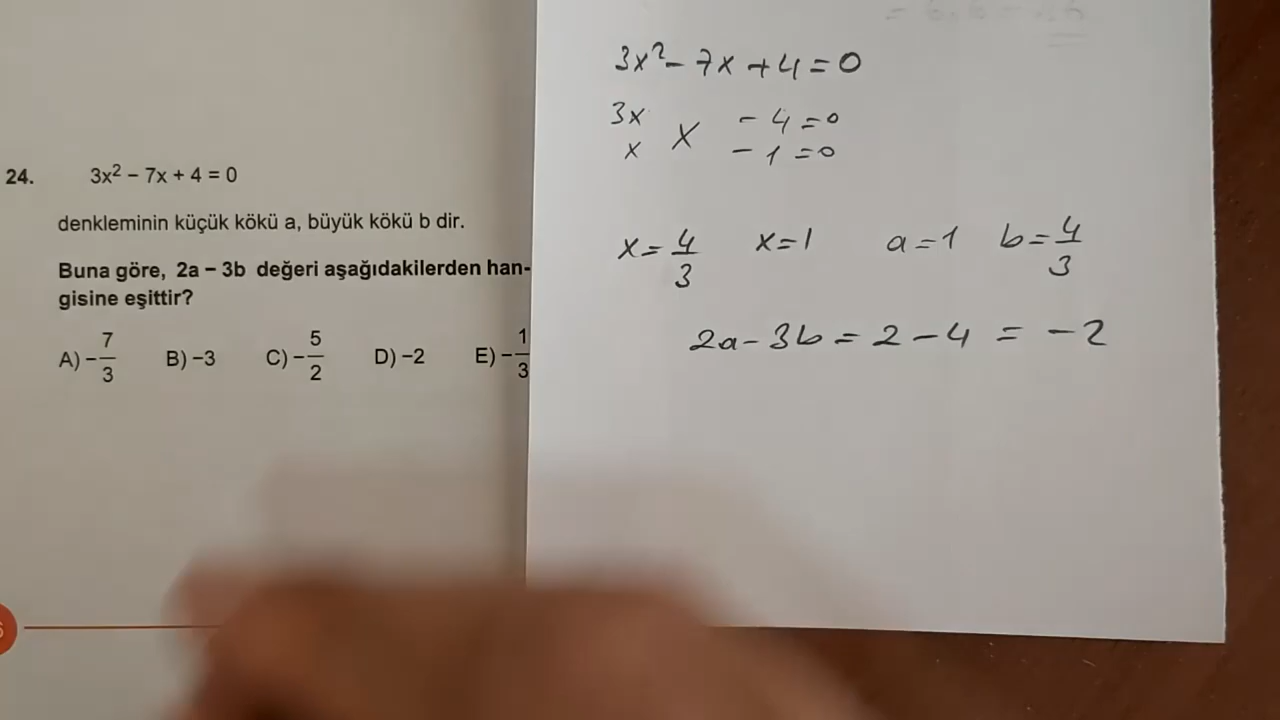 24. 3x² − 7x + 4 = 0
denkleminin küçük kökü a, büyük kökü b dir.
Buna göre, 2a − 3b değeri aşağıdakilerden han-
gisine eşittir?
A) −7/3 B) −3 C) −5/2 D) −2 E) −1/3
3x² − 7x + 4 = 0
3x − 4 = 0
x X − 1 = 0
x = 4/3 x = 1 a = 1 b = 4/3
2a − 3b = 2 − 4 = −2